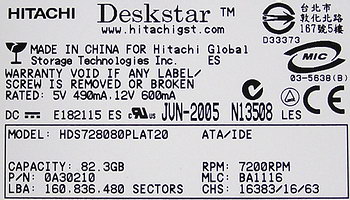 HITACHI Deskstar™
www.hitachigst.com
台北市
敦化北路
167號5樓
D33373
MADE IN CHINA FOR Hitachi Global
Storage Technologies Inc. ES
WARRANTY VOID IF ANY LABEL/
SCREW IS REMOVED OR BROKEN
RATED: 5V 490mA,12V 600mA
MIC
03-5638(B)
DC E182115 ES JUN-2005 N13508 LES
MODEL: HDS728080PLAT20 ATA/IDE
CAPACITY: 82.3GB RPM: 7200RPM
P/N: 0A30210 MLC: BA1116
LBA: 160.836.480 SECTORS CHS: 16383/16/63